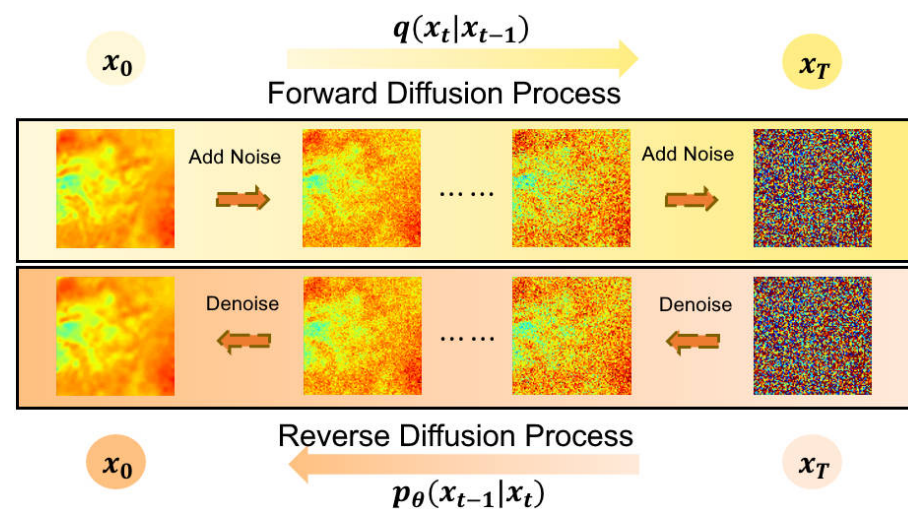 q(x_t|x_{t-1})
x_0
x_T
Forward Diffusion Process
Add Noise
Add Noise
……
Denoise
Denoise
……
Reverse Diffusion Process
x_0
x_T
p_θ(x_{t-1}|x_t)